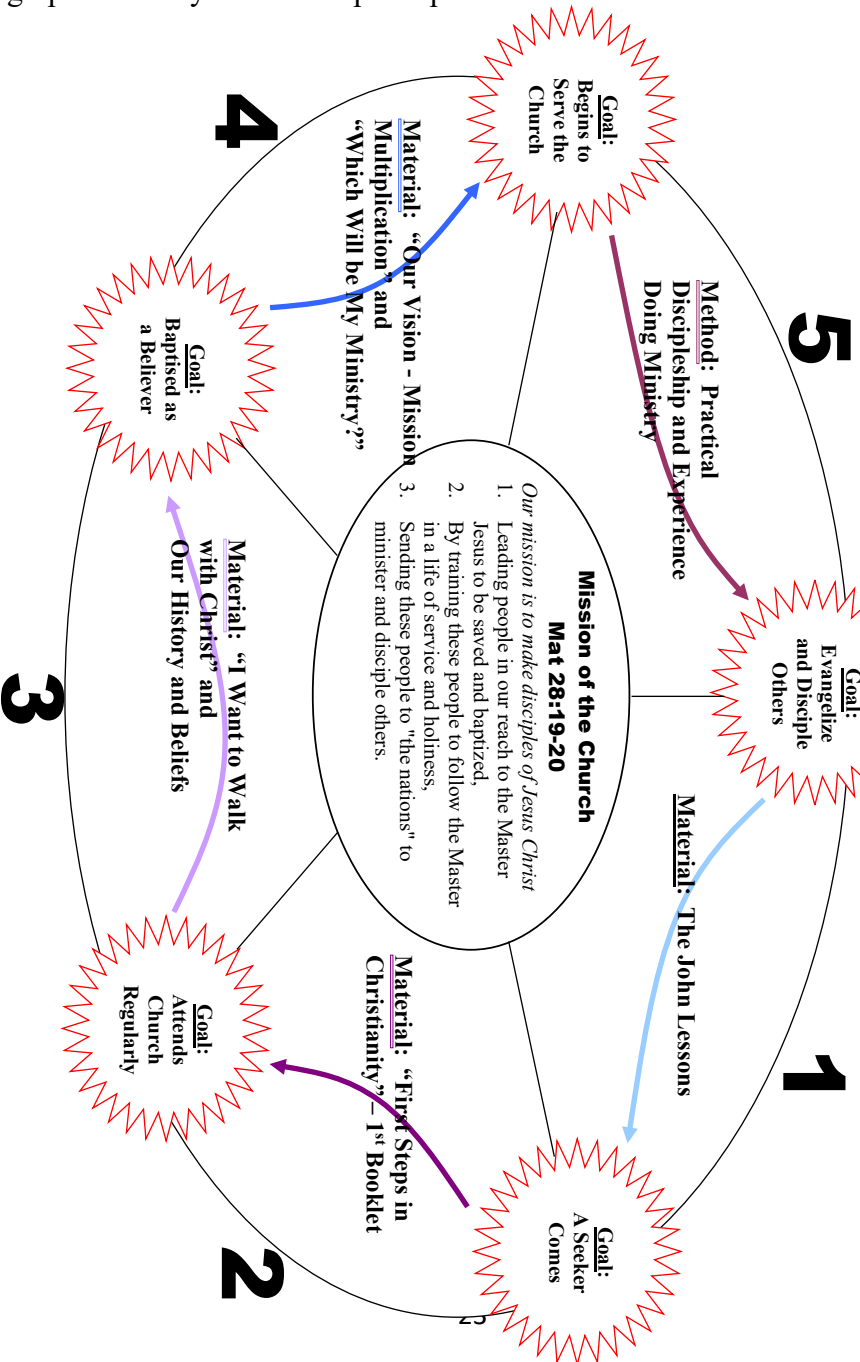 Mission of the Church
Mat 28:19-20
Our mission is to make disciples of Jesus Christ
1. Leading people in our reach to the Master
Jesus to be saved and baptized,
2. By training these people to follow the Master
in a life of service and holiness,
3. Sending these people to "the nations" to
minister and disciple others.
Goal:
Evangelize
and Disciple
Others
1
Material: The John Lessons
Goal:
A Seeker
Comes
2
Material: “First Steps in
Christianity” – 1st Booklet
Goal:
Attends
Church
Regularly
3
Material: “I Want to Walk
with Christ” and
Our History and Beliefs
Goal:
Baptised as
a Believer
4
Material: “Our Vision - Mission
Multiplication” and
“Which Will be My Ministry?”
Goal:
Begins to
Serve the
Church
5
Method: Practical
Discipleship and Experience
Doing Ministry